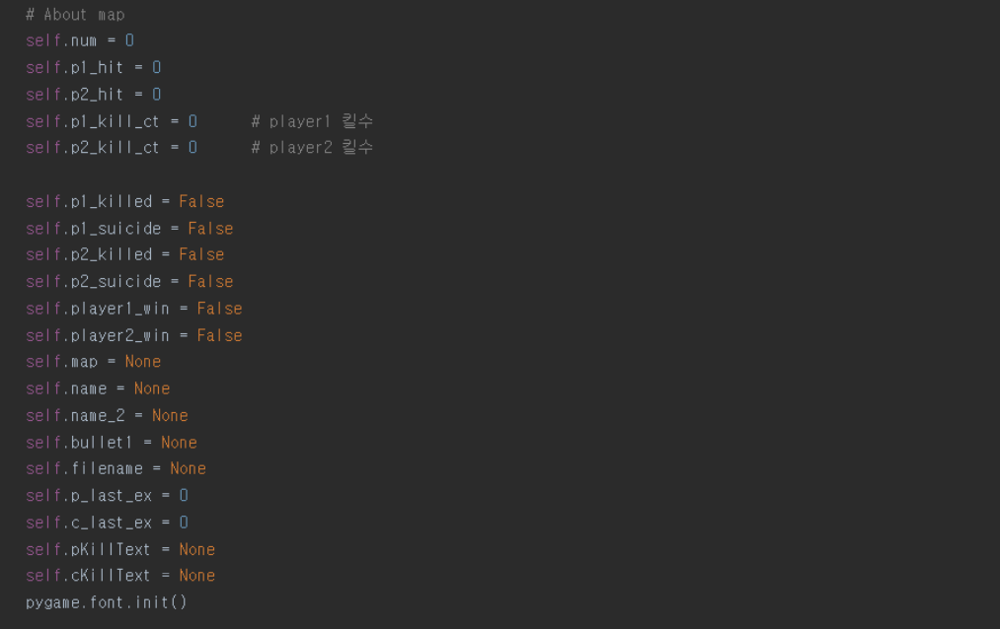 # About map
self.num = 0
self.p1_hit = 0
self.p2_hit = 0
self.p1_kill_ct = 0      # player1 킬수
self.p2_kill_ct = 0      # player2 킬수
self.p1_killed = False
self.p1_suicide = False
self.p2_killed = False
self.p2_suicide = False
self.player1_win = False
self.player2_win = False
self.map = None
self.name = None
self.name_2 = None
self.bullet1 = None
self.filename = None
self.p_last_ex = 0
self.c_last_ex = 0
self.pKillText = None
self.cKillText = None
pygame.font.init()